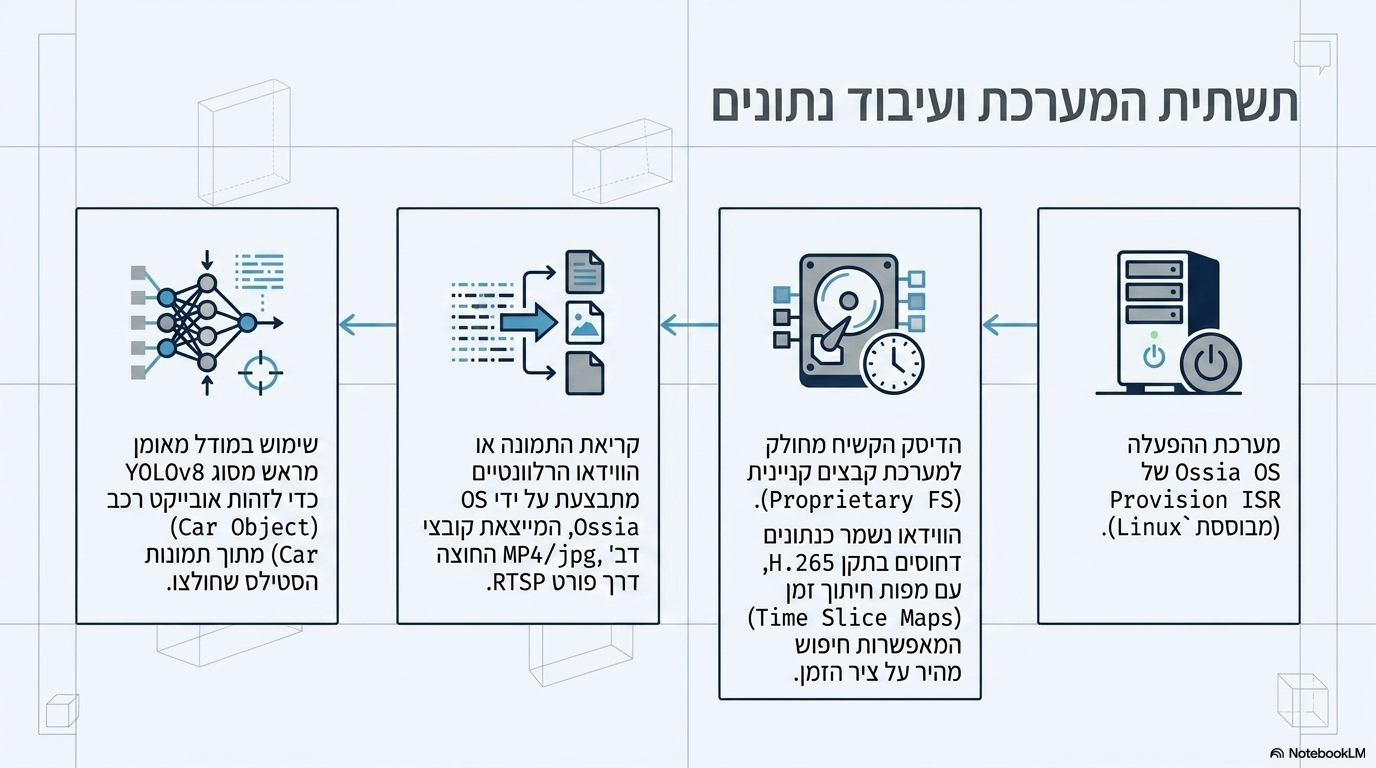 תשתית המערכת ועיבוד נתונים
מערכת ההפעלה
Ossia OS של
Provision ISR
(מבוססת`Linux).
הדיסק הקשיח מחולק
למערכת קבצים קניינית
(Proprietary FS).
הווידאו נשמר כנתונים
דחוסים בתקן H.265,
עם מפות חיתוך זמן
(Time Slice Maps)
המאפשרות חיפוש
מהיר על ציר הזמן.
קריאת התמונה או
הווידאו הרלוונטיים
מתבצעת על ידי OS
Ossia, המייצאת קובצי
דב' ,MP4/jpg החוצה
דרך פורט RTSP.
שימוש במודל מאומן
מראש מסוג YOLOv8
כדי לזהות אובייקט רכב
(Car Object)
Car) מתוך תמונות
הסטילס שחולצו.
NotebookLM